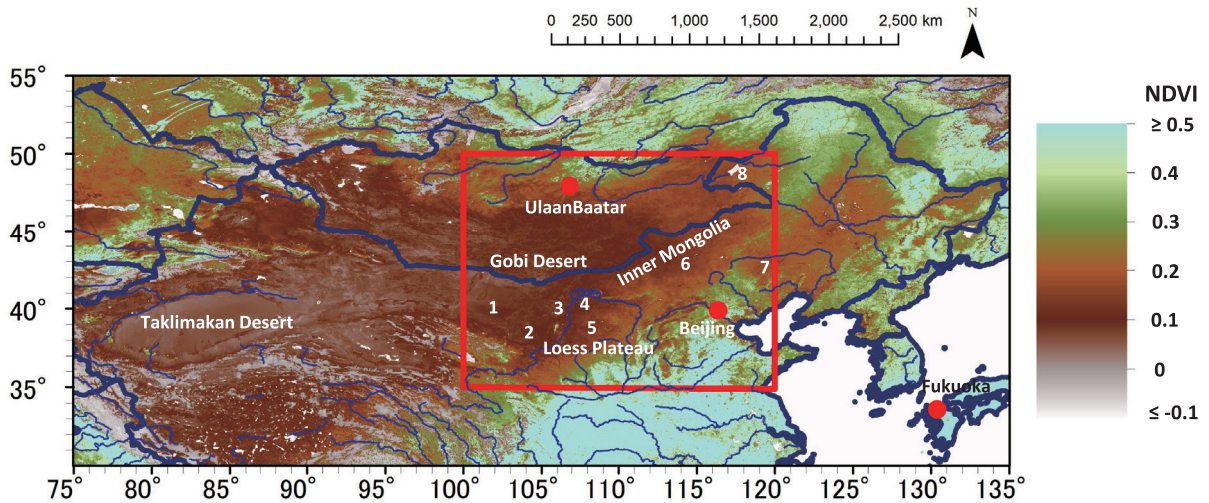 0 250 500 1,000 1,500 2,000 2,500 km
N
55°
50°
45°
40°
35°
75° 80° 85° 90° 95° 100° 105° 110° 115° 120° 125° 130° 135°
UlaanBaatar
8
Gobi Desert
Inner Mongolia
6
7
Taklimakan Desert
1
2
3
4
5
Loess Plateau
Beijing
Fukuoka
NDVI
≥ 0.5
0.4
0.3
0.2
0.1
0
≤ -0.1